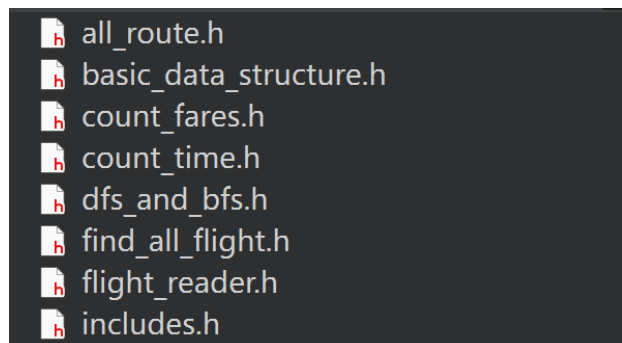 all_route.h
basic_data_structure.h
count_fares.h
count_time.h
dfs_and_bfs.h
find_all_flight.h
flight_reader.h
includes.h